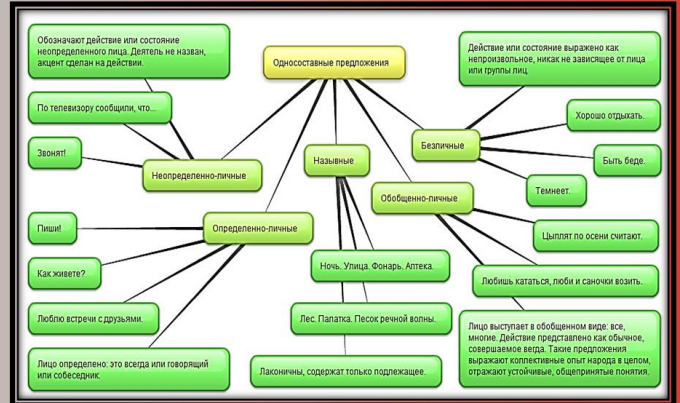 Обозначают действие или состояние
неопределенного лица. Деятель не назван,
акцент сделан на действии.
Односоставные предложения
Действие или состояние выражено как
непроизвольное, никак не зависящее от лица
или группы лиц.
По телевизору сообщили, что...
Хорошо отдыхать.
Звонят!
Неопределенно-личные
Назывные
Безличные
Быть беде.
Темнеет.
Обобщенно-личные
Пиши!
Определенно-личные
Цыплят по осени считают.
Как живете?
Ночь. Улица. Фонарь. Аптека.
Любишь кататься, люби и саночки возить.
Люблю встречи с друзьями.
Лес. Папатка. Песок речной волны.
Лицо выступает в обобщенном виде: все,
многие. Действие представлено как обычное,
совершаемое вегда. Такие предложения
выражают коллективные опыт народа в целом,
отражают устойчивые, общепринятые понятия.
Лицо определено: это всегда или говорящий
или собеседник.
Лаконичны, содержат только подлежащее.